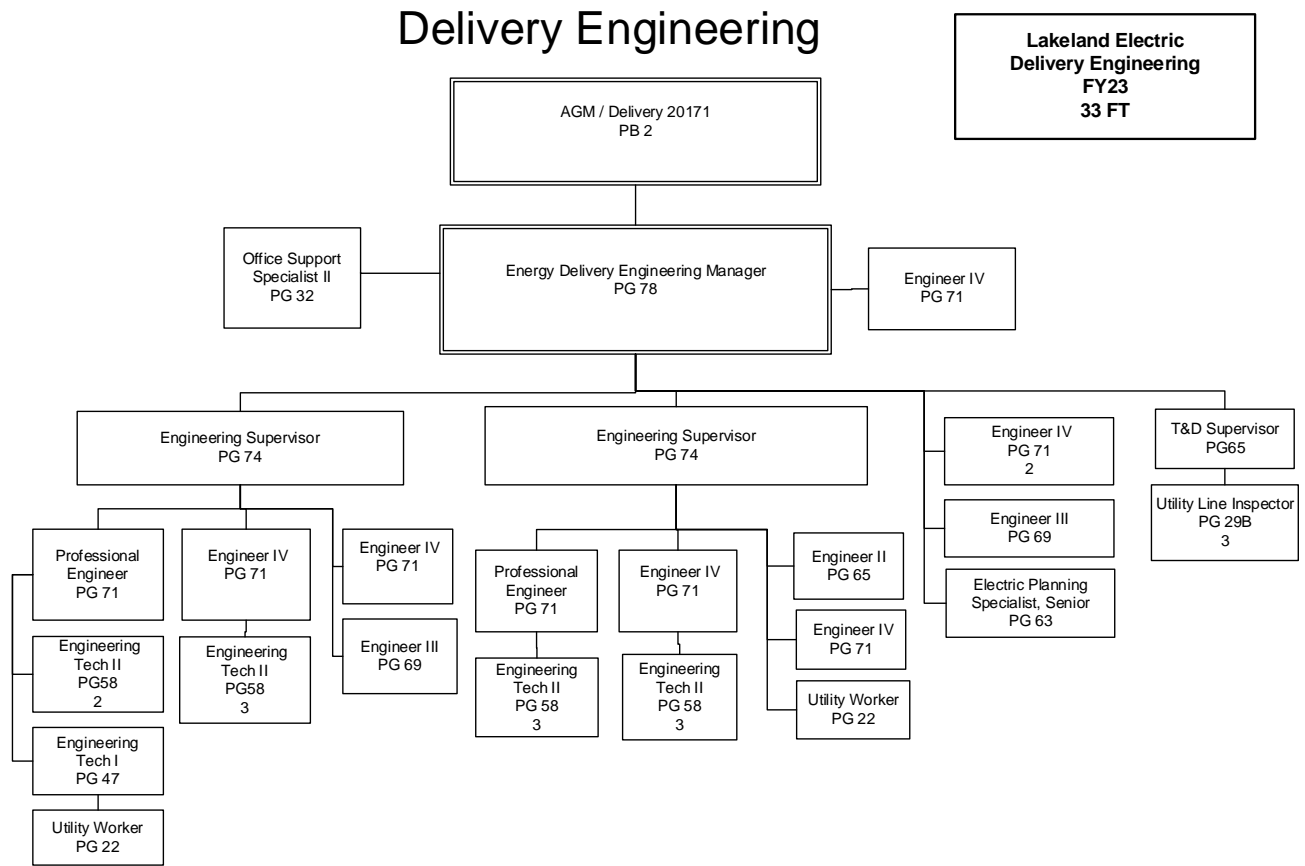 Delivery Engineering
Lakeland Electric
Delivery Engineering
FY23
33 FT
AGM / Delivery 20171
PB 2
Office Support
Specialist II
PG 32
Energy Delivery Engineering Manager
PG 78
Engineer IV
PG 71
Engineering Supervisor
PG 74
Engineering Supervisor
PG 74
Engineer IV
PG 71
2
T&D Supervisor
PG65
Utility Line Inspector
PG 29B
3
Engineer III
PG 69
Electric Planning
Specialist, Senior
PG 63
Professional
Engineer
PG 71
Engineer IV
PG 71
Engineer IV
PG 71
Engineering
Tech II
PG58
2
Engineering
Tech II
PG58
3
Engineer III
PG 69
Engineering
Tech I
PG 47
Utility Worker
PG 22
Professional
Engineer
PG 71
Engineer IV
PG 71
Engineer II
PG 65
Engineer IV
PG 71
Engineering
Tech II
PG 58
3
Engineering
Tech II
PG 58
3
Utility Worker
PG 22